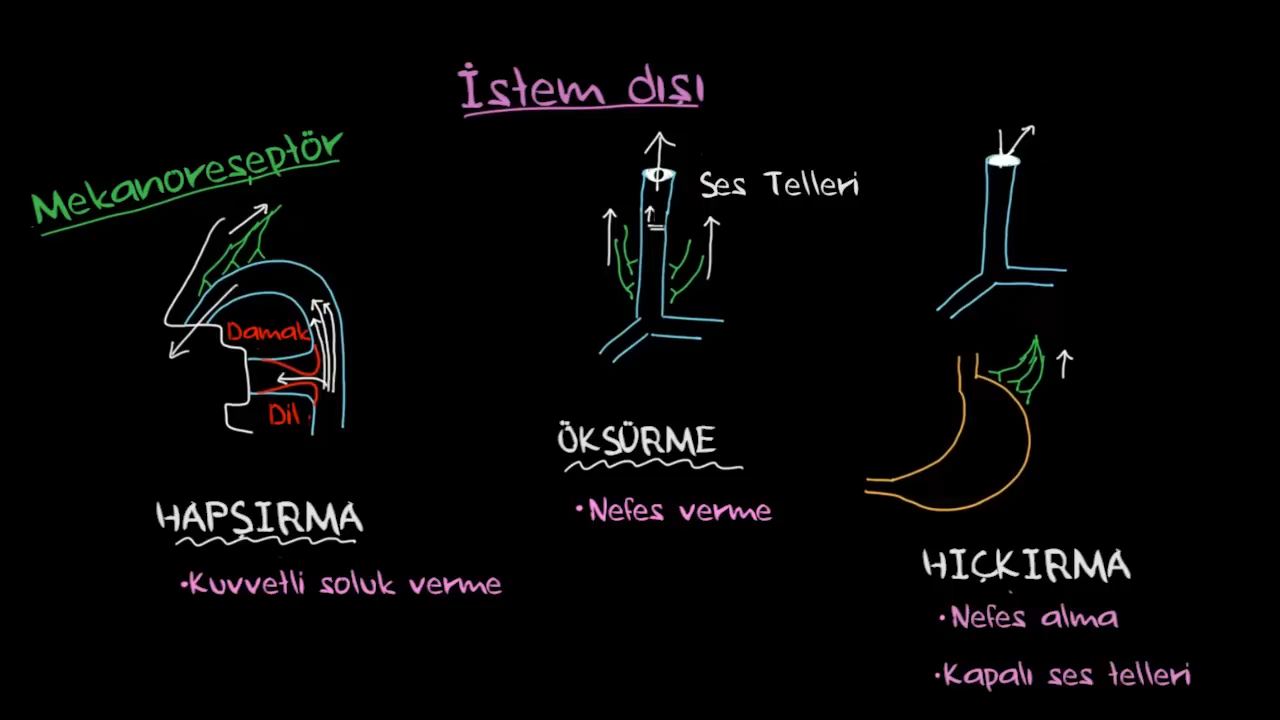 İstem dışı
Mekanoreşeptör
Ses Telleri
Damak
Dil
ÖKSÜRME
• Nefes verme
HAPŞIRMA
• Kuvvetli soluk verme
HIÇKIRMA
• Nefes alma
• Kapalı ses telleri